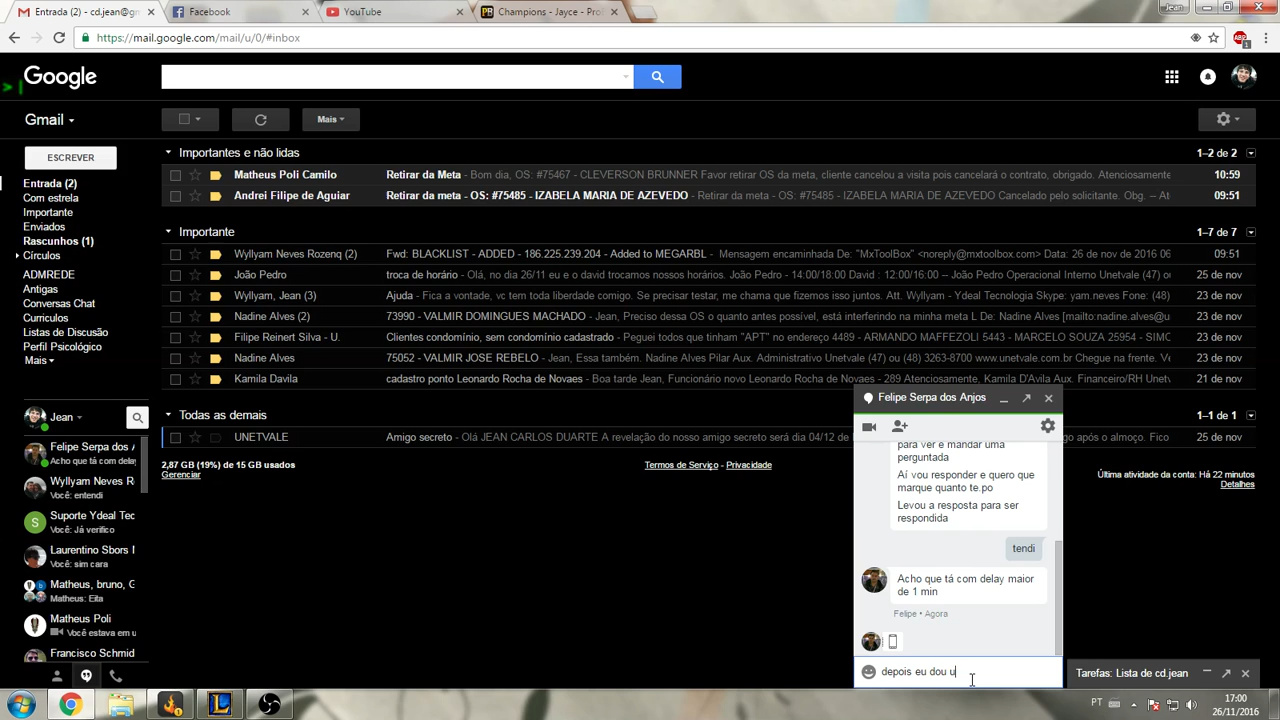 Entrada (2) - cd.jean@gm
Facebook
YouTube
Champions - Jayce - Prol
Jean
https://mail.google.com/mail/u/0/#inbox
Google
Gmail
Mais
ESCREVER
Importantes e não lidas
1–2 de 2
Matheus Poli Camilo Retirar da Meta - Bom dia, OS: #75467 - CLEVERSON BRUNNER Favor retirar OS da meta, cliente cancelou a visita pois cancelará o contrato, obrigado. Atenciosamente 10:59
Andrei Filipe de Aguiar Retirar da meta - OS: #75485 - IZABELA MARIA DE AZEVEDO - Retirar da meta - OS: #75485 - IZABELA MARIA DE AZEVEDO Cancelado pelo solicitante. Obg. -- At 09:51
Entrada (2)
Com estrela
Importante
Enviados
Rascunhos (1)
Círculos
ADMREDE
Antigas
Conversas Chat
Curriculos
Listas de Discusão
Perfil Psicológico
Mais
Importante
1–7 de 7
Wyllyam Neves Rozenq (2) Fwd: BLACKLIST - ADDED - 186.225.239.204 - Added to MEGARBL - Mensagem encaminhada De: "MxToolBox" <noreply@mxtoolbox.com> Data: 26 de nov de 2016 06 09:51
João Pedro troca de horário - Olá, no dia 26/11 eu e o david trocamos nossos horários. João Pedro - 14:00/18:00 David : 12:00/16:00 -- João Pedro Operacional Interno Unetvale (47) ou 25 de nov
Wyllyam, Jean (3) Ajuda - Fica a vontade, vc tem toda liberdade comigo. Se precisar testar, me chama que fizemos isso juntos. Att. Wyllyam - Ydeal Tecnologia Skype: yam.neves Fone: (48) 23 de nov
Nadine Alves (2) 73990 - VALMIR DOMINGUES MACHADO - Jean, Preciso dessa OS o quanto antes possível, está interferindo na minha meta L De: Nadine Alves [mailto:nadine.alves@u 23 de nov
Filipe Reinert Silva - U. Clientes condomínio, sem condomínio cadastrado - Peguei todos que tinham "APT" no endereço 4489 - ARMANDO MAFFEZOLI 5443 - MARCELO SOUZA 25954 - SIMO 23 de nov
Nadine Alves 75052 - VALMIR JOSE REBELO - Jean, Essa também. Nadine Alves Pilar Aux. Administrativo Unetvale (47) ou (48) 3263-8700 www.unetvale.com.br Chegue na frente. Ve 23 de nov
Kamila Davila cadastro ponto Leonardo Rocha de Novaes - Boa tarde Jean, Funcionário novo Leonardo Rocha de Novaes - 289 Atenciosamente, Kamila D'Avila Aux. Financeiro/RH Unetv 21 de nov
Todas as demais
1–1 de 1
UNETVALE Amigo secreto - Olá JEAN CARLOS DUARTE A revelação do nosso amigo secreto será dia 04/12 de após o almoço. Fico 25 de nov
2,87 GB (19%) de 15 GB usados
Gerenciar
Termos de Serviço - Privacidade
Última atividade da conta: Há 22 minutos
Detalhes
Jean
Felipe Serpa dos A
Acho que tá com delay
Wyllyam Neves R
Você: entendi
Suporte Ydeal Tec
Você: Já verifico
Laurentino Sbors
Você: sim cara
Matheus, bruno, G
Matheus: Eita
Matheus Poli
Você estava em u
Francisco Schmid
Felipe Serpa dos Anjos
para ver e mandar uma
perguntada
Aí vou responder e quero que
marque quanto te.po
Levou a resposta para ser
respondida
tendi
Acho que tá com delay maior
de 1 min
Felipe • Agora
depois eu dou u
Tarefas: Lista de cd.jean
PT
17:00
26/11/2016